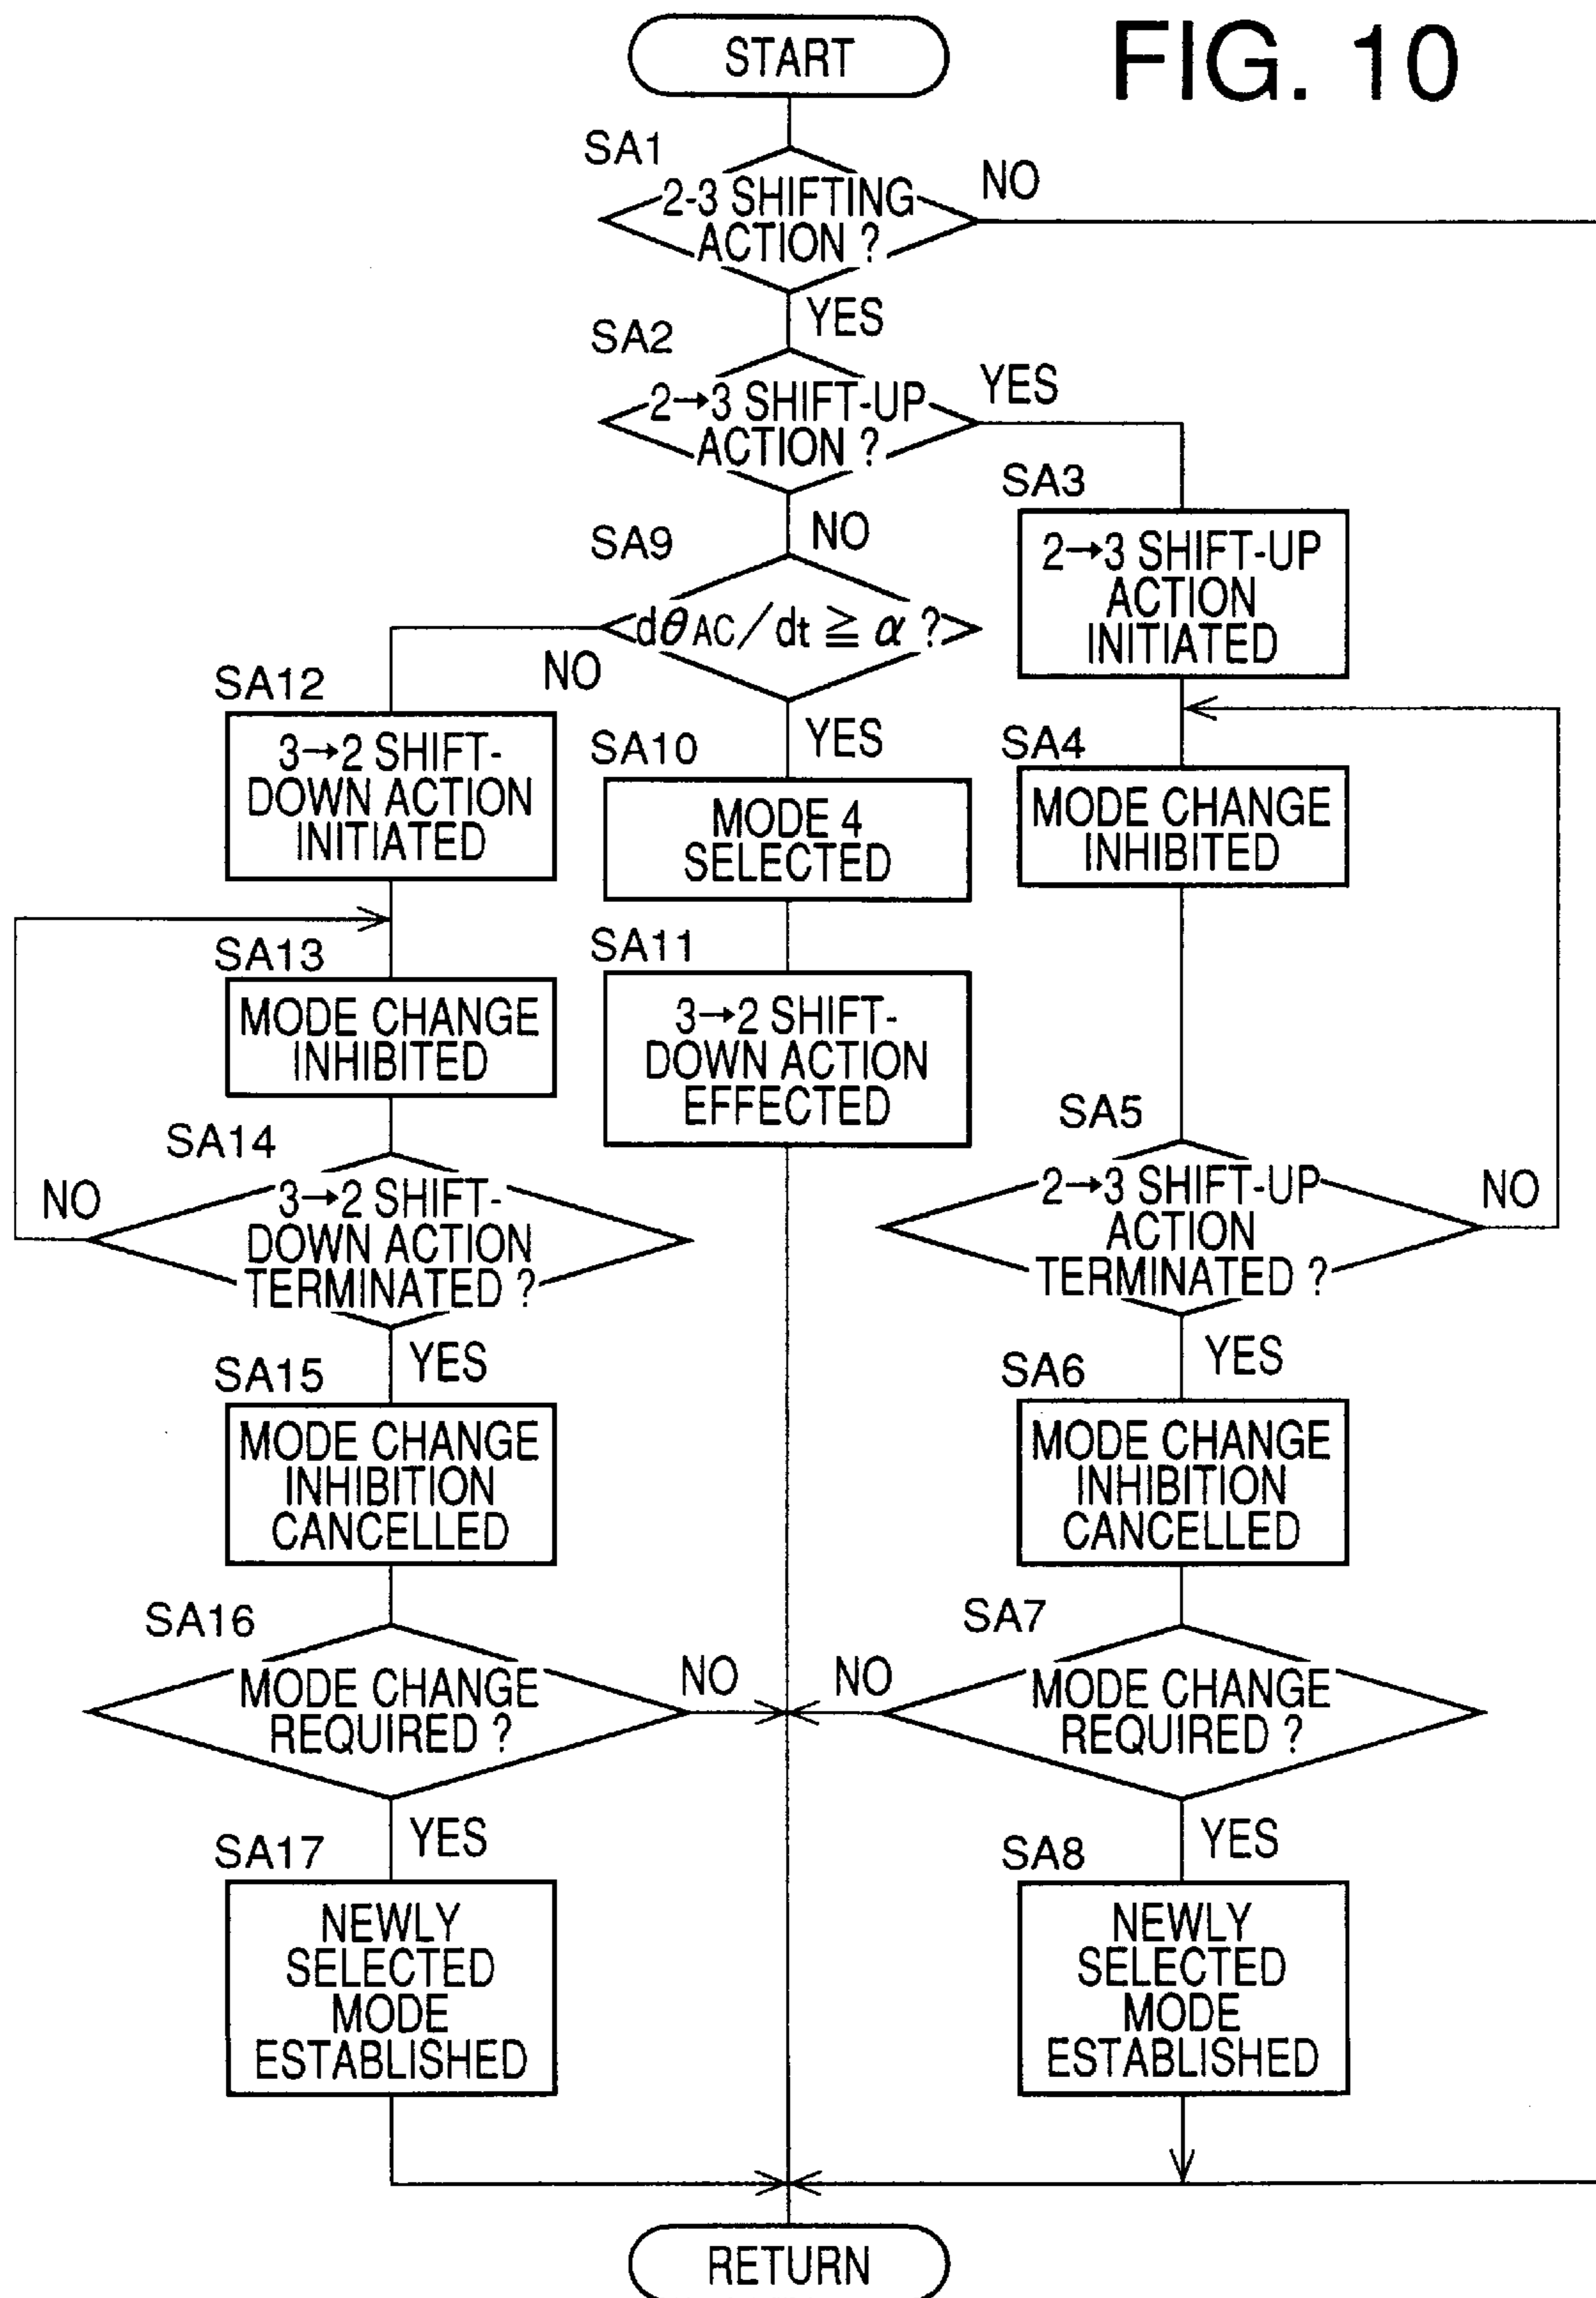 FIG. 10
START
SA1
2-3 SHIFTING
ACTION ?
NO
YES
SA2
2→3 SHIFT-UP
ACTION ?
YES
NO
SA3
2→3 SHIFT-UP
ACTION
INITIATED
SA9
dθAC/dt ≧ α ?
NO
YES
SA12
3→2 SHIFT-
DOWN ACTION
INITIATED
SA10
MODE 4
SELECTED
SA4
MODE CHANGE
INHIBITED
SA13
MODE CHANGE
INHIBITED
SA11
3→2 SHIFT-
DOWN ACTION
EFFECTED
SA14
3→2 SHIFT-
DOWN ACTION
TERMINATED ?
NO
YES
SA5
2→3 SHIFT-UP
ACTION
TERMINATED ?
NO
YES
SA15
MODE CHANGE
INHIBITION
CANCELLED
SA6
MODE CHANGE
INHIBITION
CANCELLED
SA16
MODE CHANGE
REQUIRED ?
NO
YES
SA7
NO
MODE CHANGE
REQUIRED ?
YES
SA17
NEWLY
SELECTED
MODE
ESTABLISHED
SA8
NEWLY
SELECTED
MODE
ESTABLISHED
RETURN